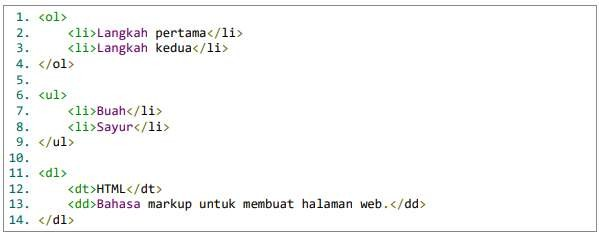 1. <ol>
2. <li>Langkah pertama</li>
3. <li>Langkah kedua</li>
4. </ol>
5.
6. <ul>
7. <li>Buah</li>
8. <li>Sayur</li>
9. </ul>
10.
11. <dl>
12. <dt>HTML</dt>
13. <dd>Bahasa markup untuk membuat halaman web.</dd>
14. </dl>